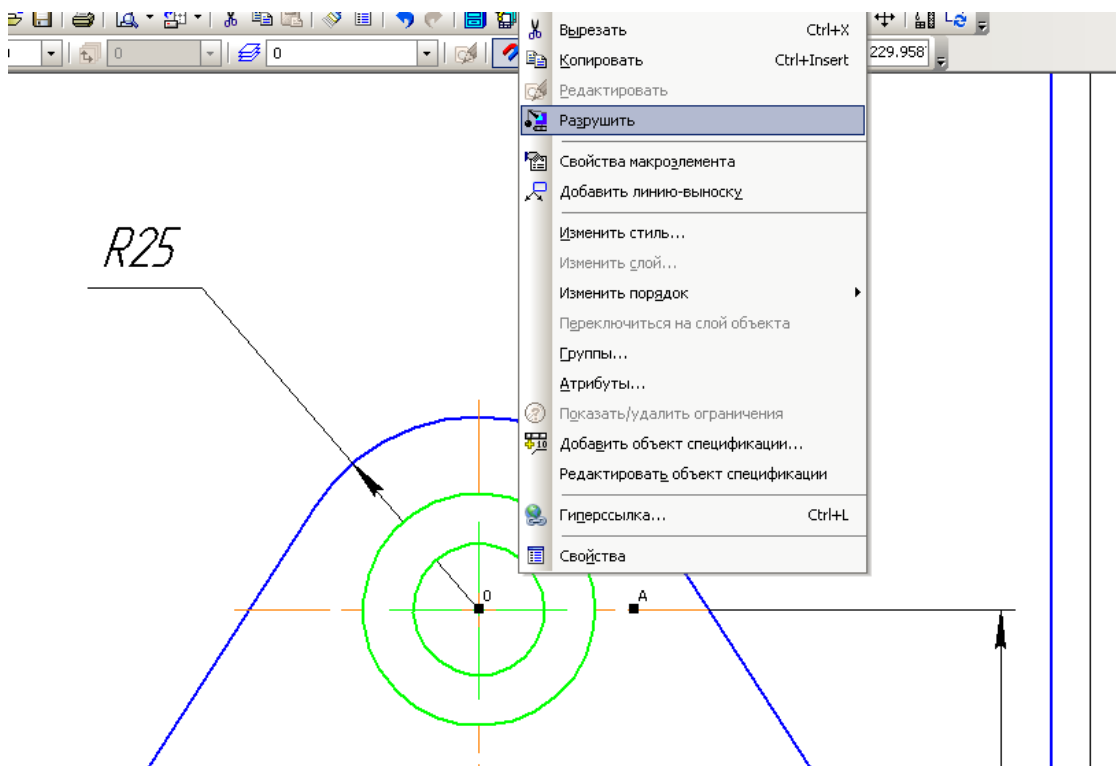 0
0
229.958
Вырезать Ctrl+X
Копировать Ctrl+Insert
Редактировать
Разрушить
Свойства макроэлемента
Добавить линию-выноску
Изменить стиль...
Изменить слой...
Изменить порядок
Переключиться на слой объекта
Группы...
Атрибуты...
Показать/удалить ограничения
Добавить объект спецификации...
Редактировать объект спецификации
Гиперссылка... Ctrl+L
Свойства
R25
0
A